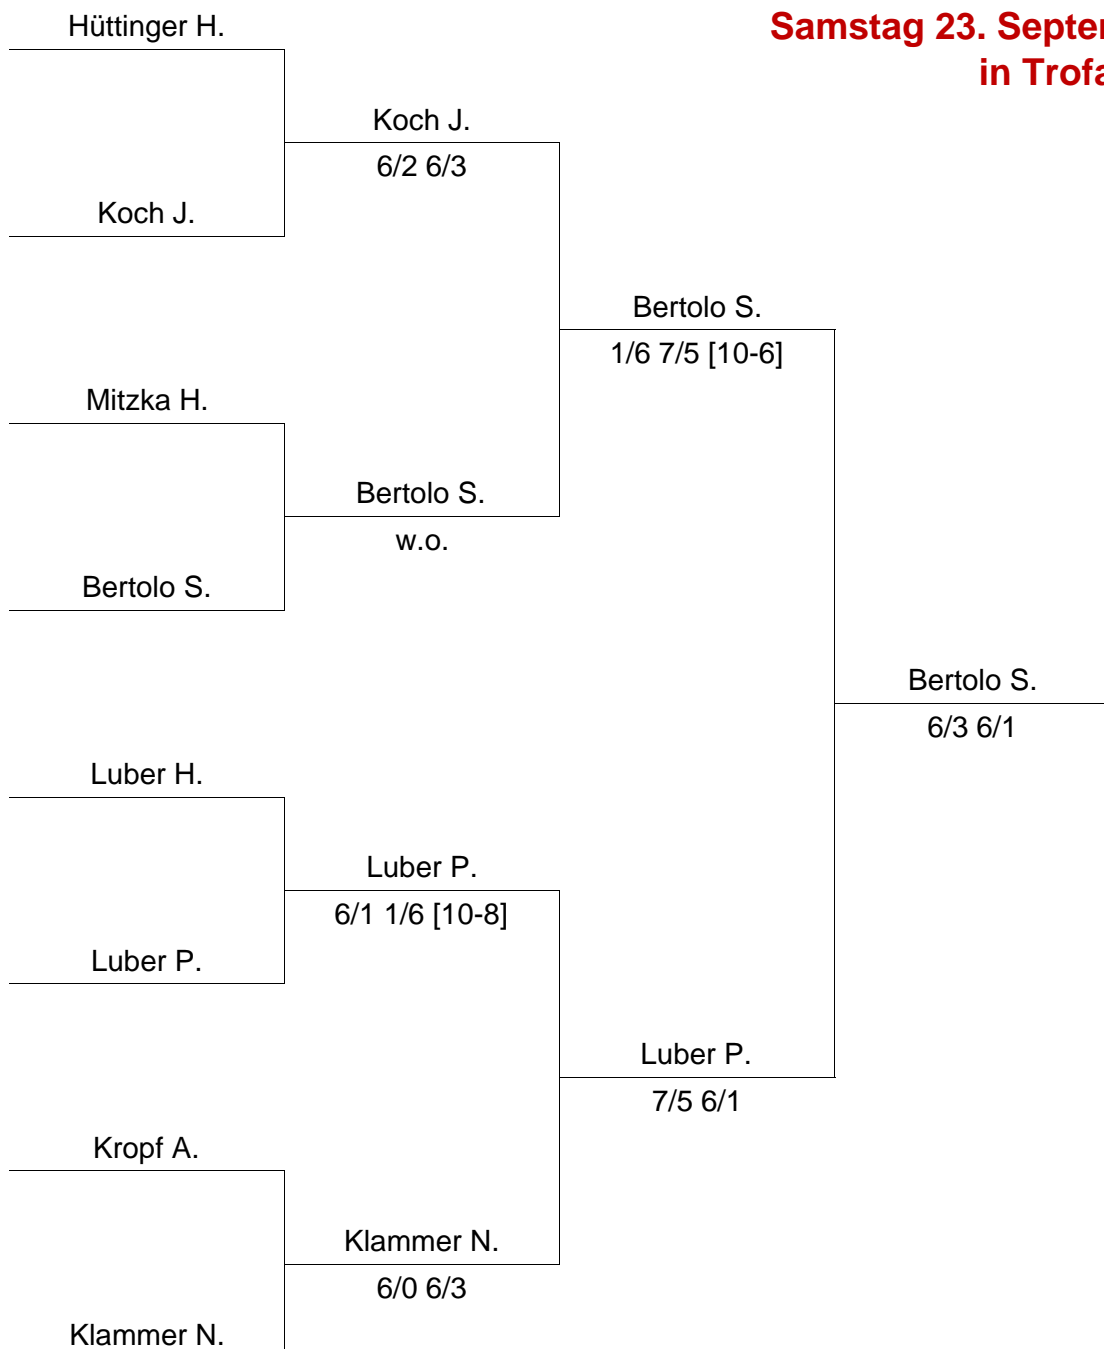 Hüttinger H.
Samstag 23. Septe
in Trofa
Koch J.
6/2 6/3
Koch J.
Bertolo S.
1/6 7/5 [10-6]
Mitzka H.
Bertolo S.
w.o.
Bertolo S.
Bertolo S.
6/3 6/1
Luber H.
Luber P.
6/1 1/6 [10-8]
Luber P.
Luber P.
7/5 6/1
Kropf A.
Klammer N.
6/0 6/3
Klammer N.